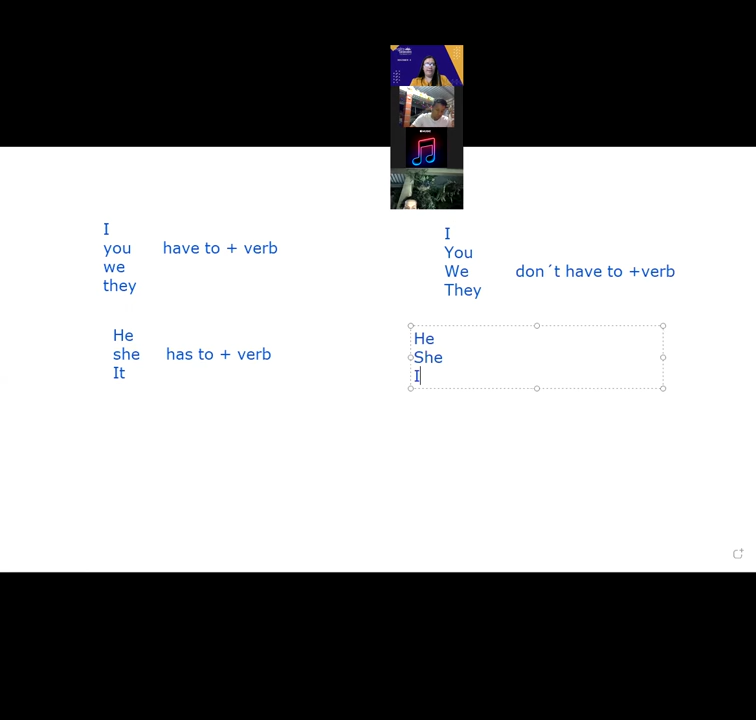 I
you have to + verb
we
they
He
she has to + verb
It
I
You
We don´t have to +verb
They
He
She
I